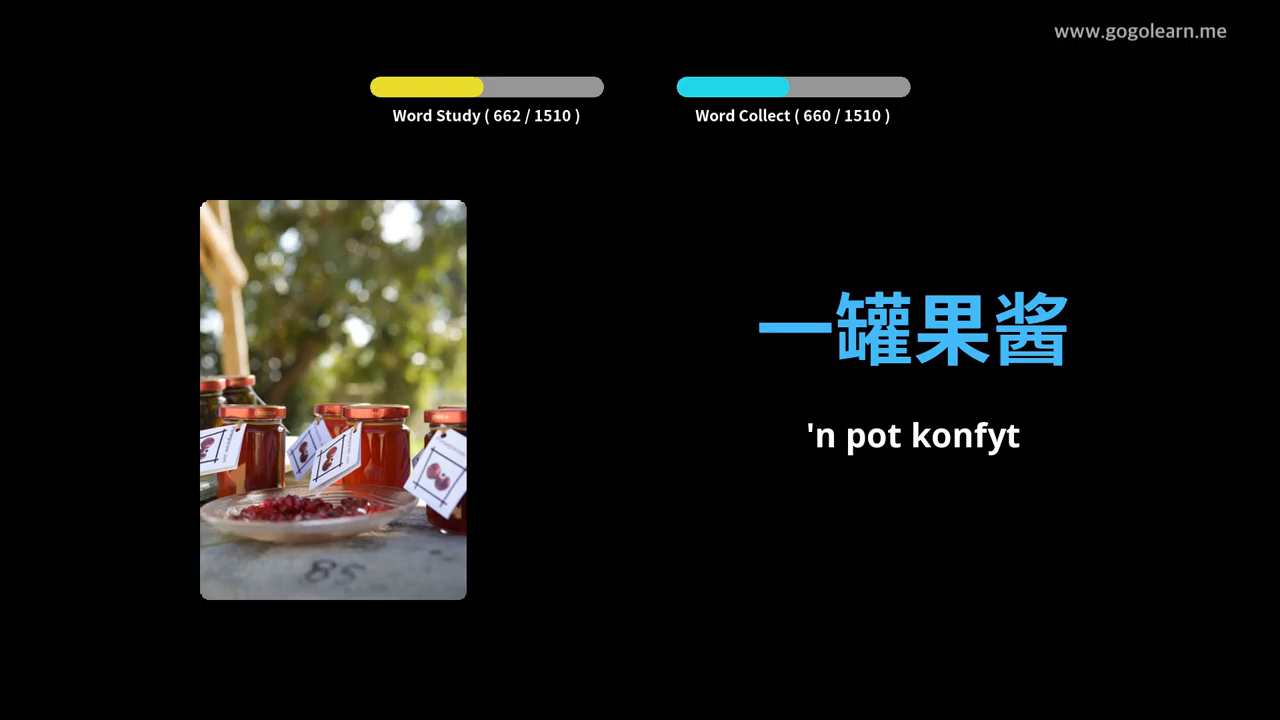 www.gogolearn.me
Word Study ( 662 / 1510 )
Word Collect ( 660 / 1510 )
一罐果酱
'n pot konfyt
85